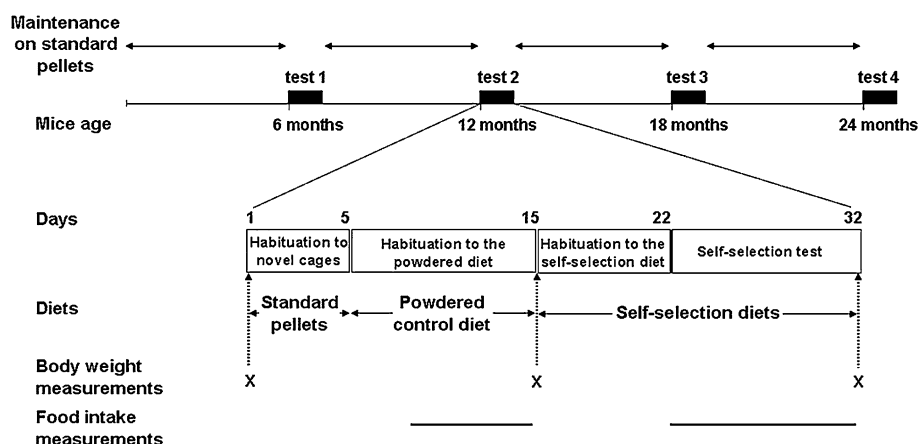 Maintenance
on standard
pellets
test 1 test 2 test 3 test 4
Mice age
6 months 12 months 18 months 24 months
Days
1 5 15 22 32
Habituation to
novel cages
Habituation to the
powdered diet
Habituation to the
self-selection diet
Self-selection test
Diets
Standard
pellets
Powdered
control diet
Self-selection diets
Body weight
measurements
X X X
Food intake
measurements